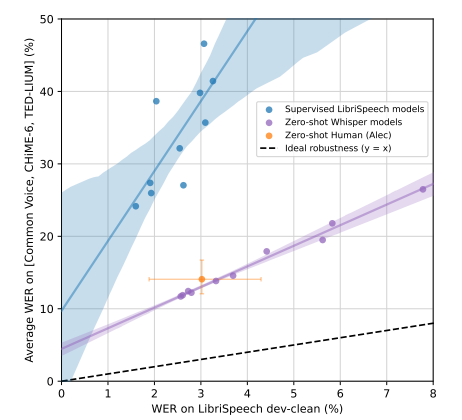 50
40
30
20
10
0
Average WER on [Common Voice, CHiME-6, TED-LIUM] (%)
Supervised LibriSpeech models
Zero-shot Whisper models
Zero-shot Human (Alec)
Ideal robustness (y = x)
0 1 2 3 4 5 6 7 8
WER on LibriSpeech dev-clean (%)